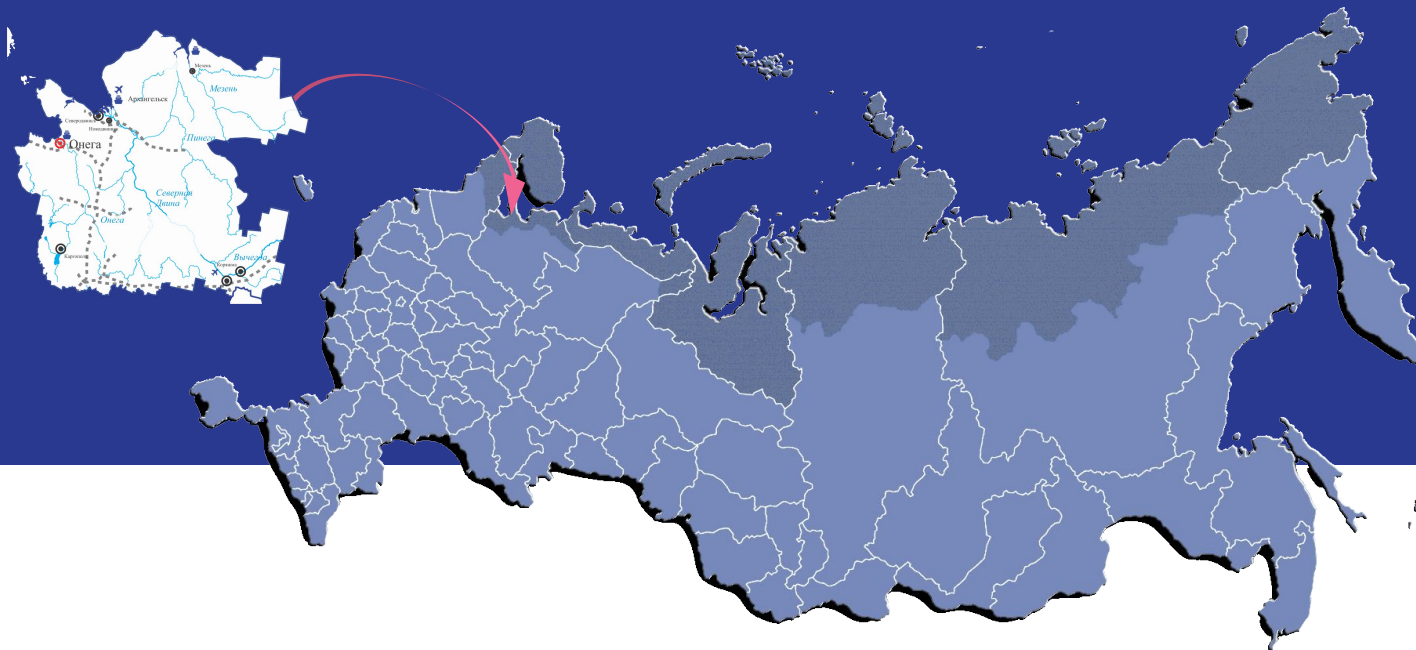 Мезень
Мезень
Архангельск
Северодвинск
Новодвинск
Пинега
Онега
Северная
Двина
Онега
Каргополь
Вычегда
Коряжма